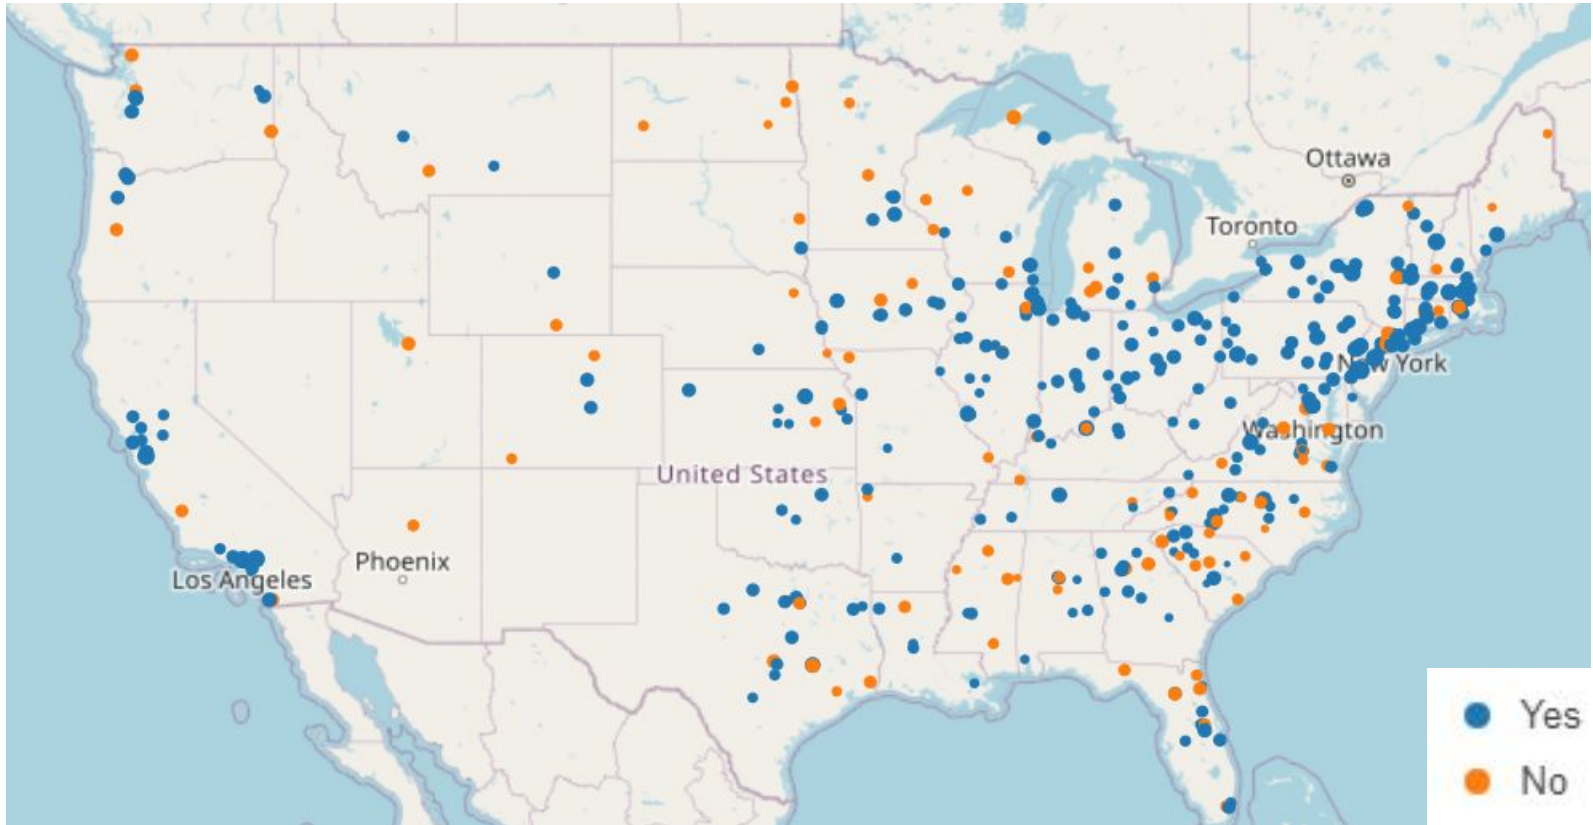 Ottawa
Toronto
New York
Washington
United States
Phoenix
Los Angeles
Yes
No